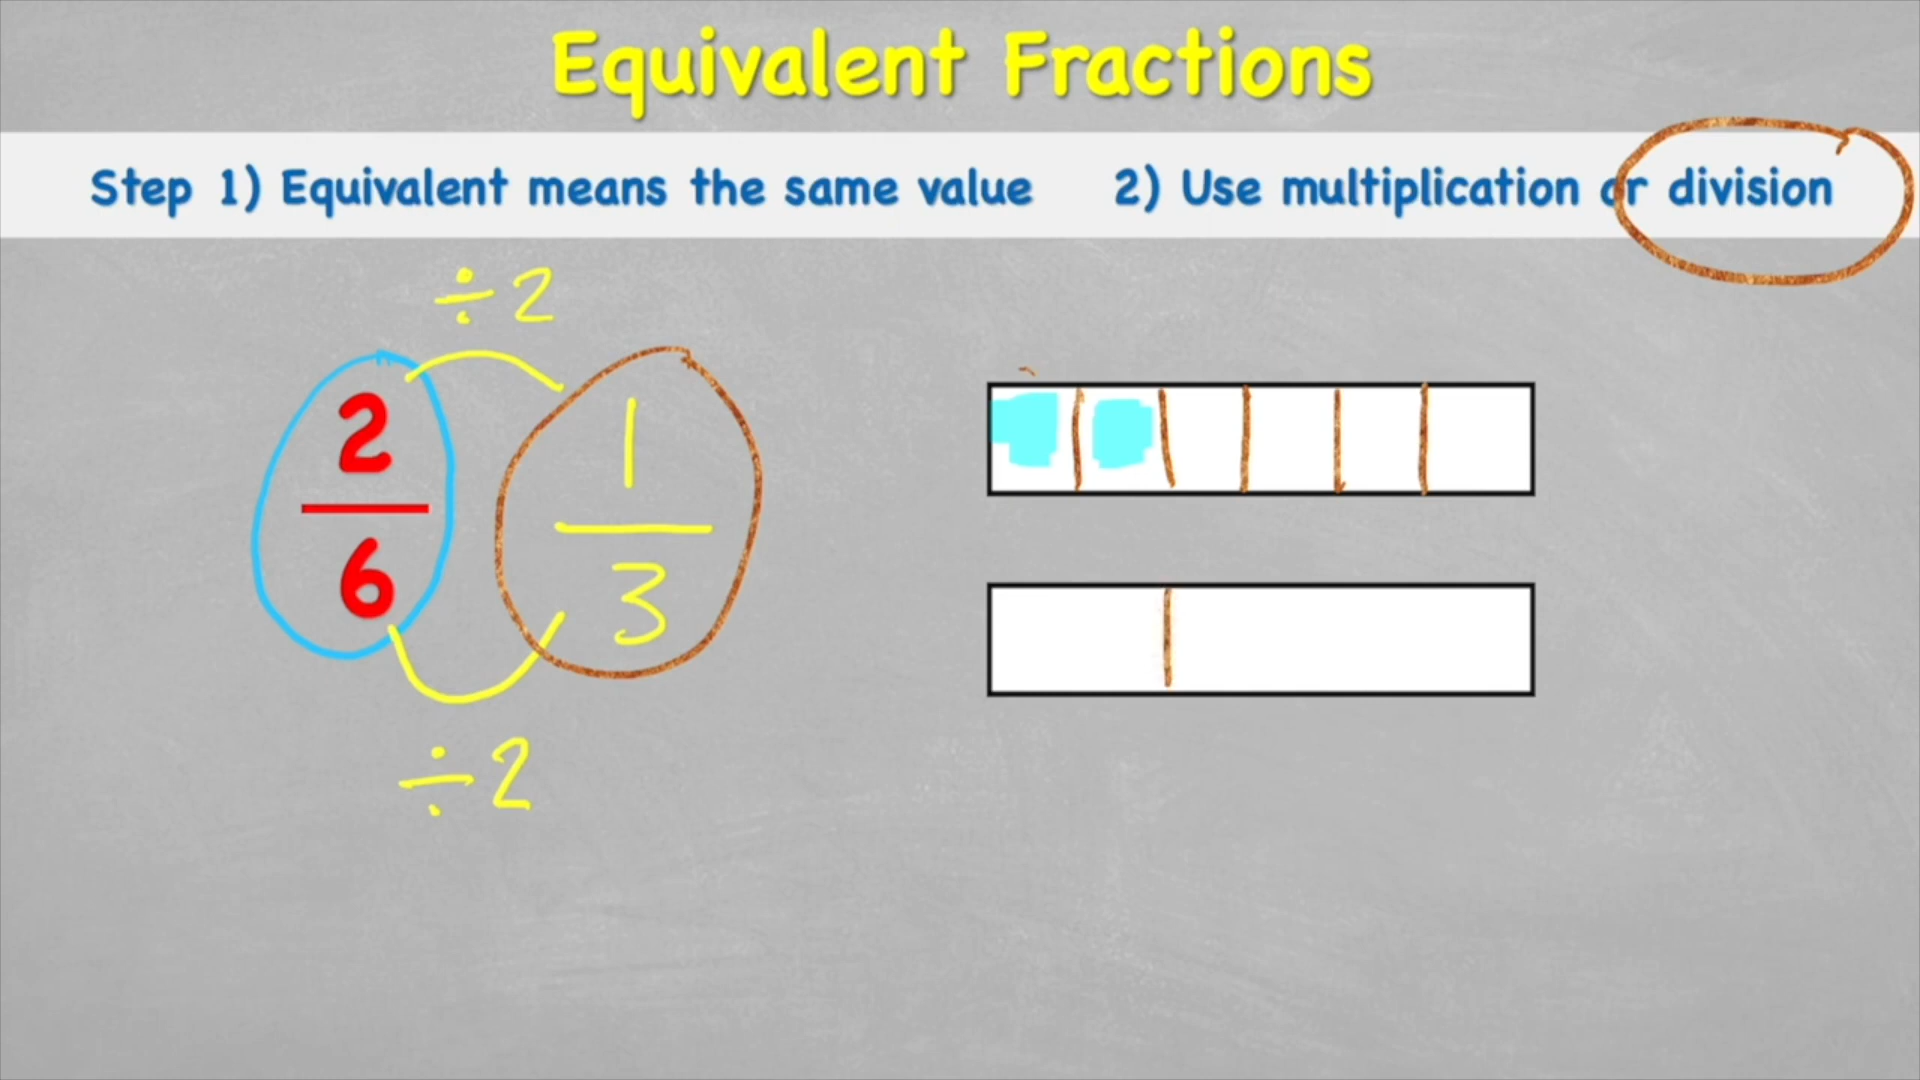 Equivalent Fractions
Step 1) Equivalent means the same value 2) Use multiplication or division
÷2
2 1
6 3
÷2